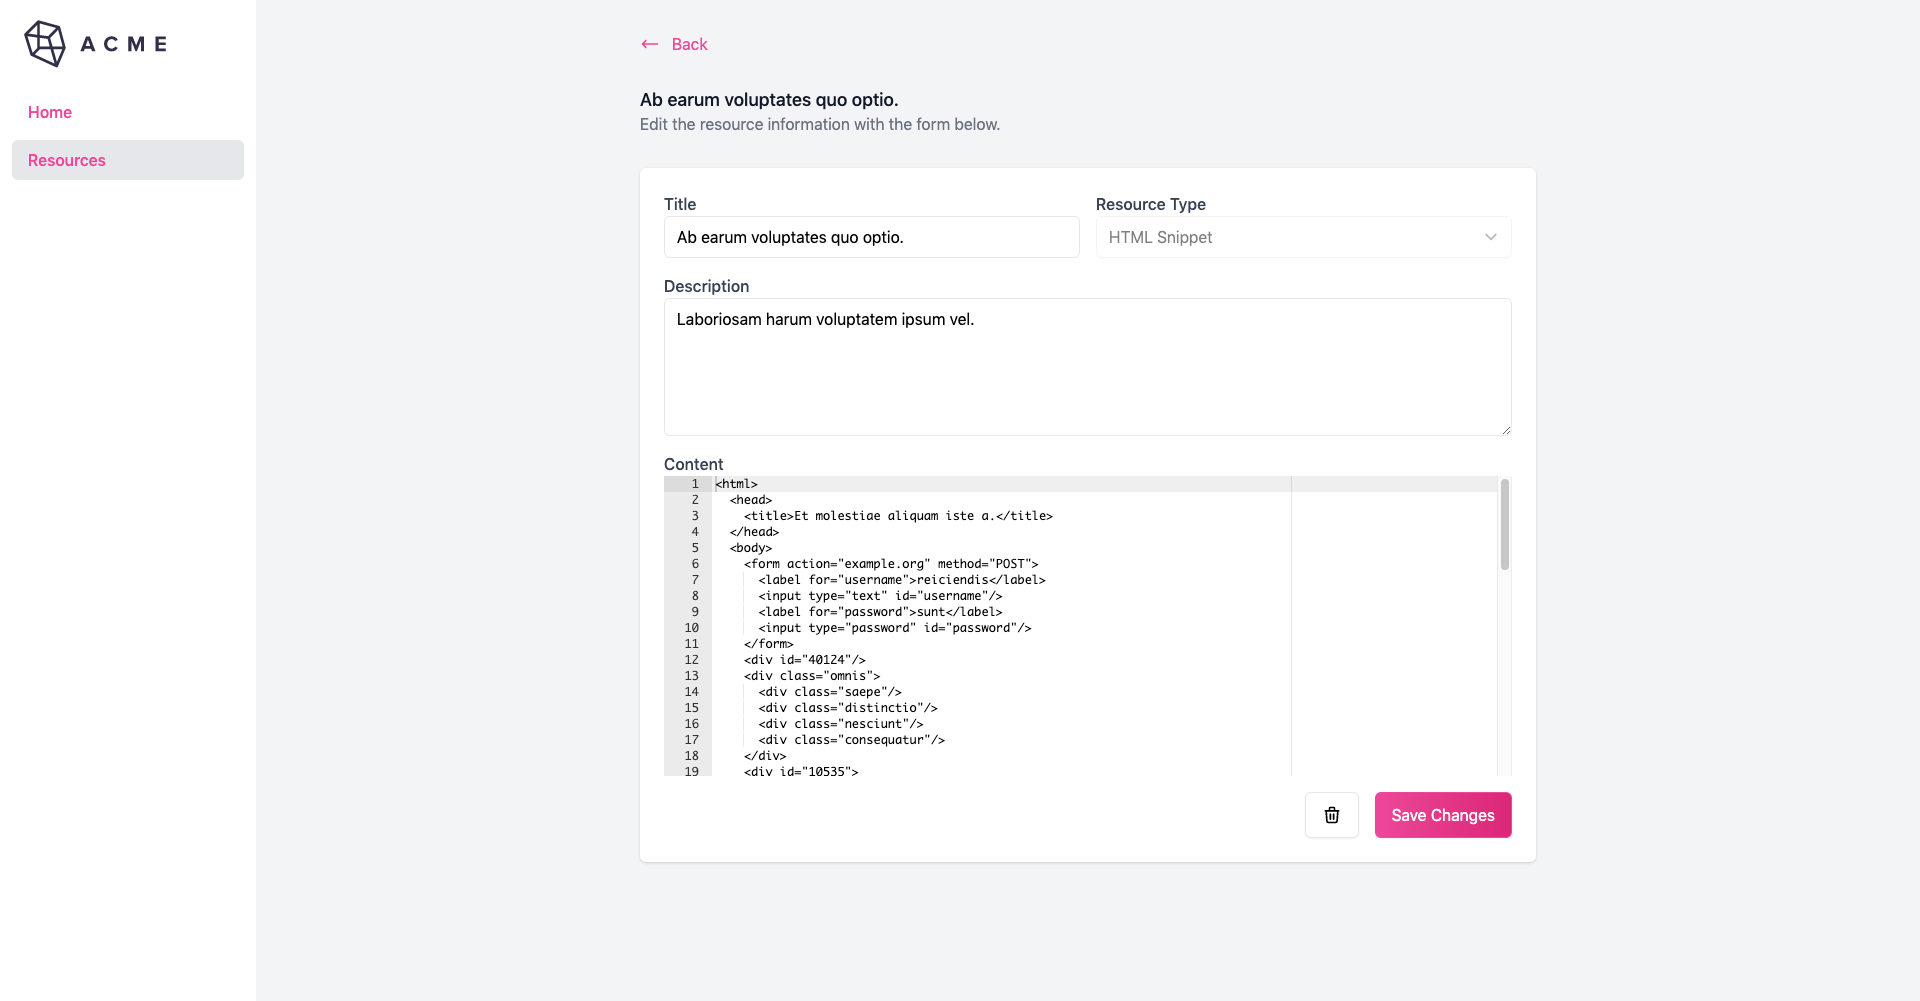 ACME
Home
Resources
Back
Ab earum voluptates quo optio.
Edit the resource information with the form below.
Title
Resource Type
Ab earum voluptates quo optio.
HTML Snippet
Description
Laboriosam harum voluptatem ipsum vel.
Content
1 <html>
2   <head>
3     <title>Et molestiae aliquam iste a.</title>
4   </head>
5   <body>
6     <form action="example.org" method="POST">
7       <label for="username">reiciendis</label>
8       <input type="text" id="username"/>
9       <label for="password">sunt</label>
10       <input type="password" id="password"/>
11     </form>
12     <div id="40124"/>
13     <div class="omnis">
14       <div class="saepe"/>
15       <div class="distinctio"/>
16       <div class="nesciunt"/>
17       <div class="consequatur"/>
18     </div>
19     <div id="10535">
Save Changes